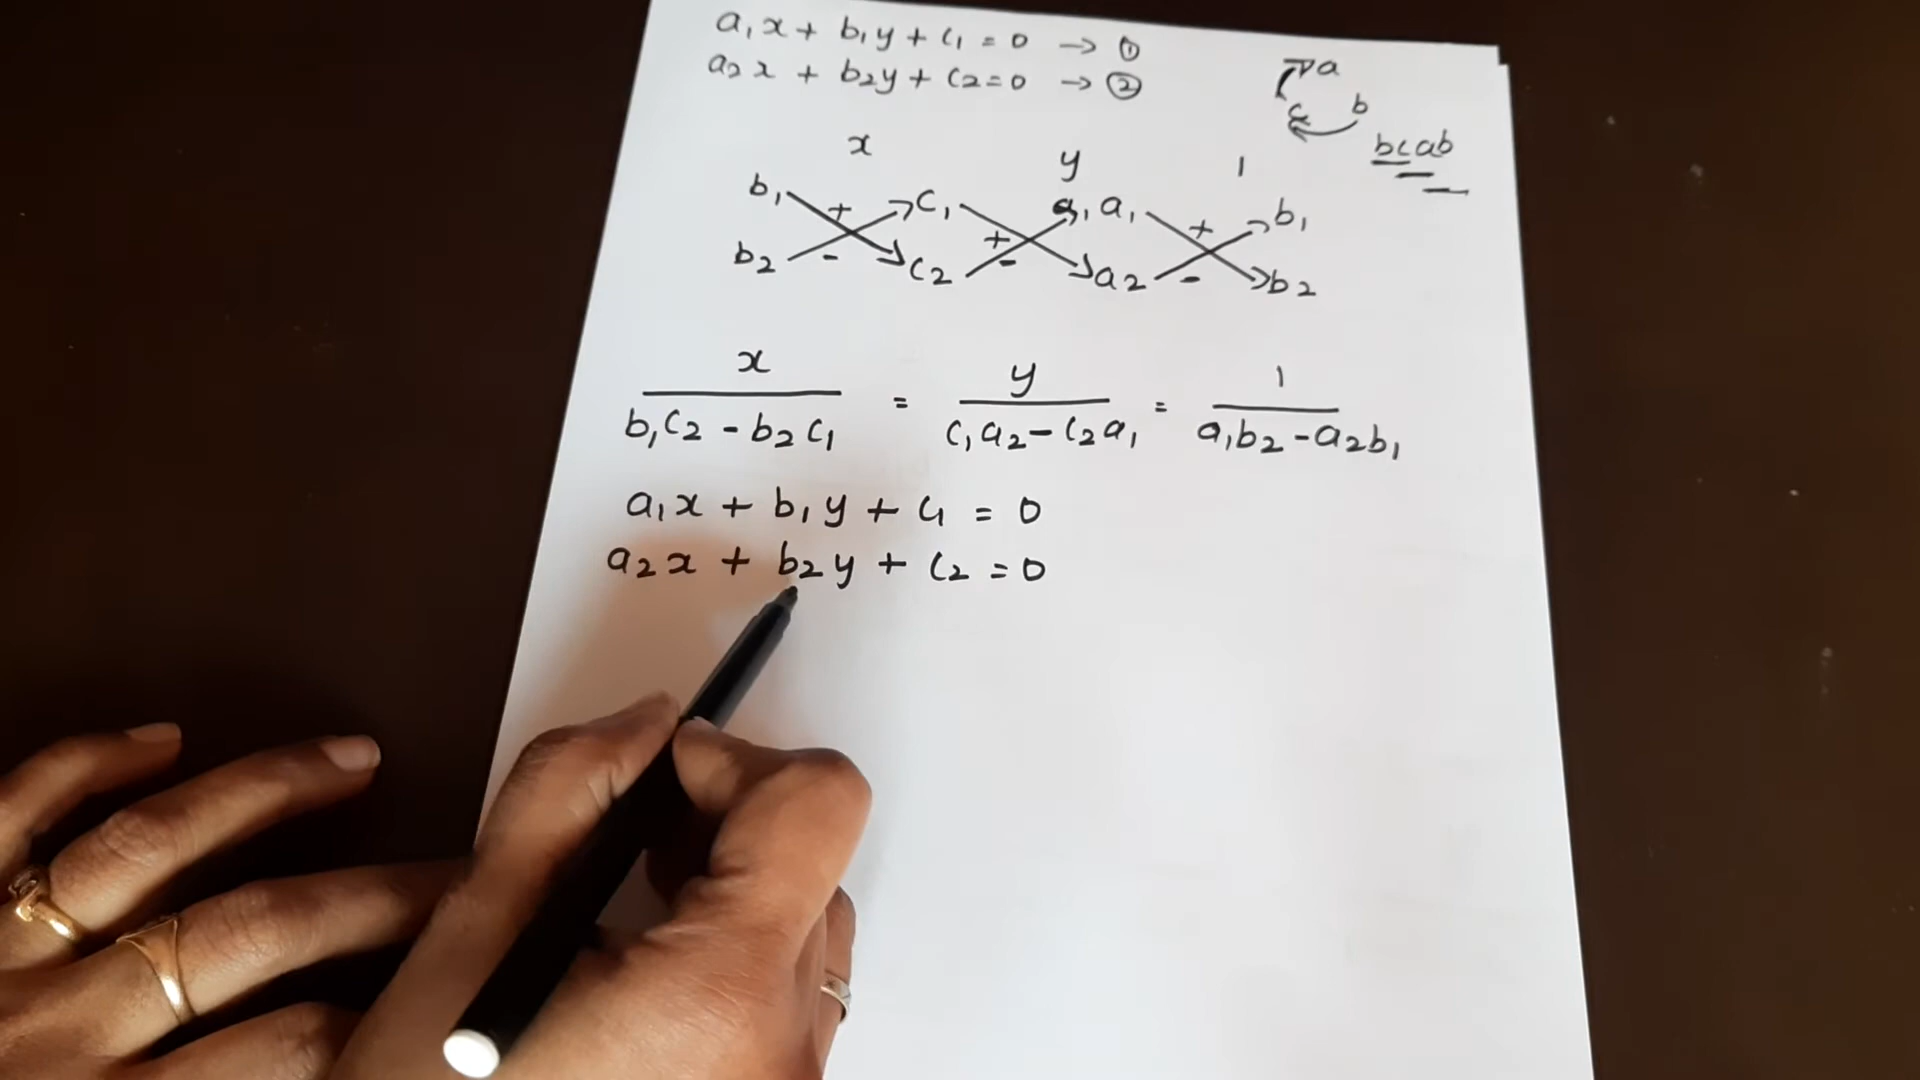 a₁x + b₁y + c₁ = 0 → ①
a₂x + b₂y + c₂ = 0 → ②
a
c b
bcab
x y 1
b₁ + c₁ + a₁ a₁ + b₁
b₂ - c₂ - a₂ - b₂
x / (b₁c₂ - b₂c₁) = y / (c₁a₂ - c₂a₁) = 1 / (a₁b₂ - a₂b₁)
a₁x + b₁y + c₁ = 0
a₂x + b₂y + c₂ = 0